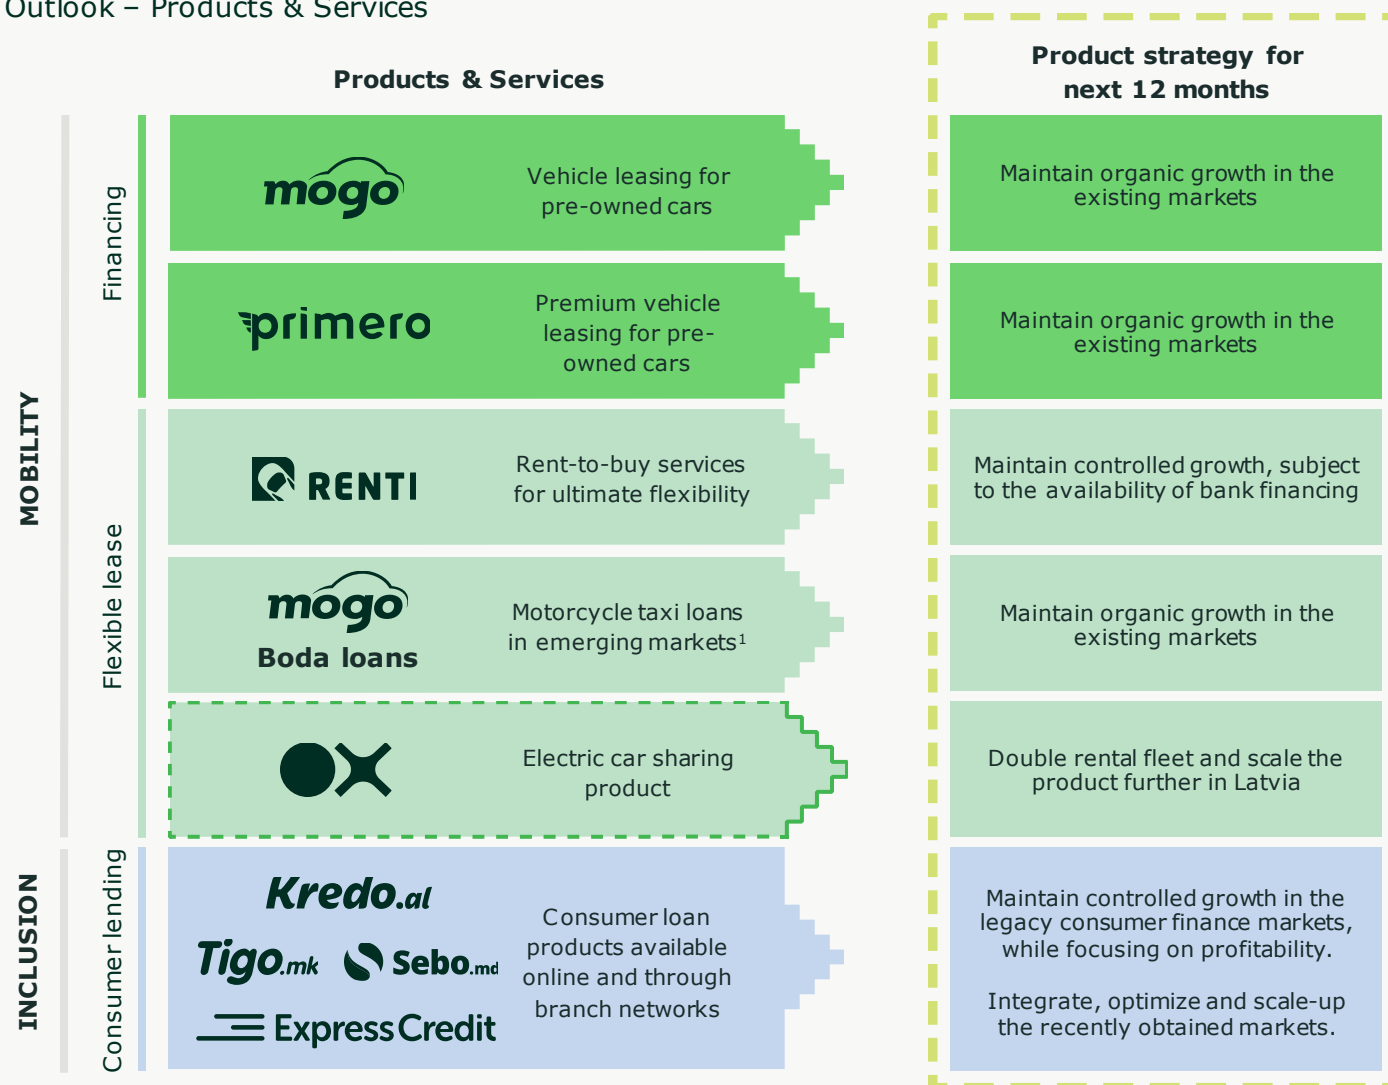 Outlook – Products & Services
Products & Services
Product strategy for
next 12 months
MOBILITY
Financing
mogo
Vehicle leasing for
pre-owned cars
Maintain organic growth in the
existing markets
primero
Premium vehicle
leasing for pre-
owned cars
Maintain organic growth in the
existing markets
Flexible lease
RENTI
Rent-to-buy services
for ultimate flexibility
Maintain controlled growth, subject
to the availability of bank financing
mogo
Boda loans
Motorcycle taxi loans
in emerging markets¹
Maintain organic growth in the
existing markets
OX
Electric car sharing
product
Double rental fleet and scale the
product further in Latvia
INCLUSION
Consumer lending
Kredo.al
Tigo.mk
Sebo.md
ExpressCredit
Consumer loan
products available
online and through
branch networks
Maintain controlled growth in the
legacy consumer finance markets,
while focusing on profitability.
Integrate, optimize and scale-up
the recently obtained markets.